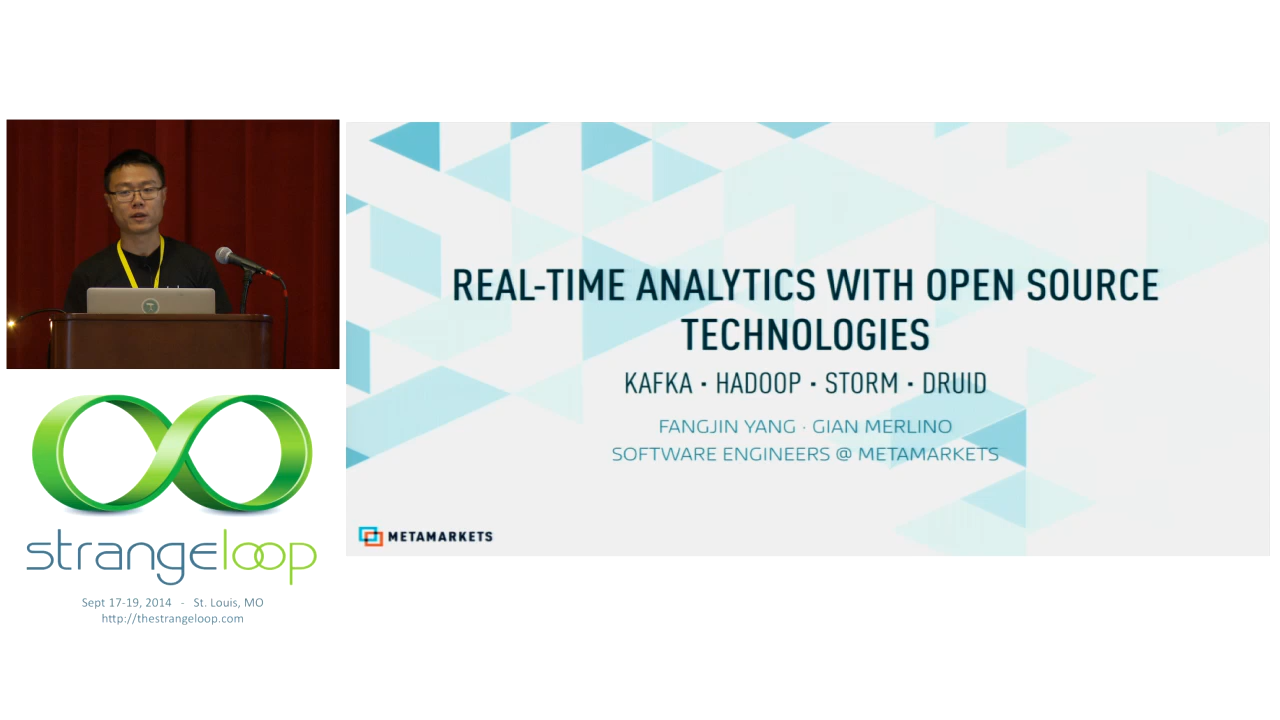 REAL-TIME ANALYTICS WITH OPEN SOURCE
TECHNOLOGIES
KAFKA · HADOOP · STORM · DRUID
FANGJIN YANG · GIAN MERLINO
SOFTWARE ENGINEERS @ METAMARKETS
METAMARKETS
strangeloop
Sept 17-19, 2014 - St. Louis, MO
http://thestrangeloop.com